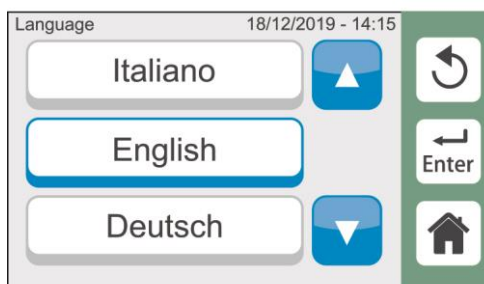 Language 18/12/2019 - 14:15
Italiano
English
Enter
Deutsch